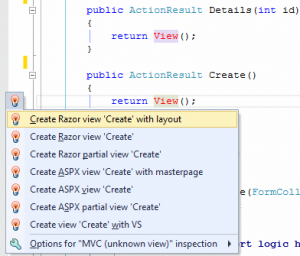 public ActionResult Details(int id)
{
return View();
}
public ActionResult Create()
{
return View();
Create Razor view 'Create' with layout
Create Razor view 'Create'
Create Razor partial view 'Create'
Create ASPX view 'Create' with masterpage
Create ASPX view 'Create'
Create ASPX partial view 'Create'
Create view 'Create' with VS
Options for "MVC (unknown view)" inspection
e(FormColl
rt logic h